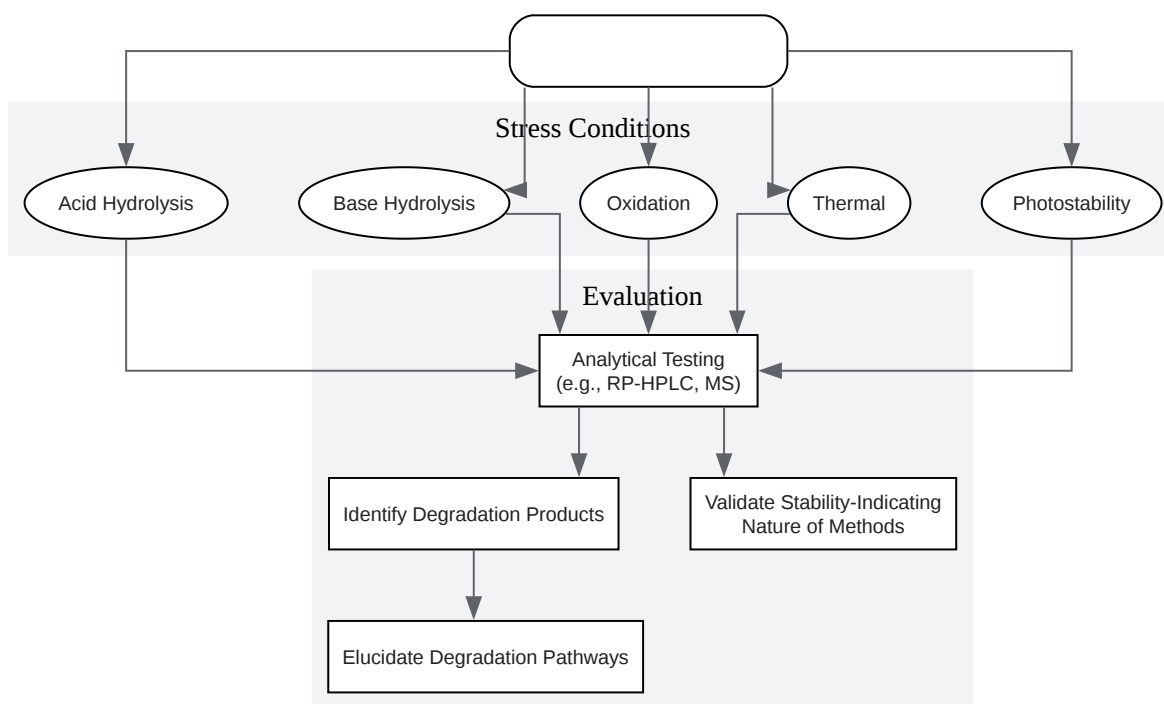 Stress Conditions
Acid Hydrolysis
Base Hydrolysis
Oxidation
Thermal
Photostability
Evaluation
Analytical Testing
(e.g., RP-HPLC, MS)
Identify Degradation Products
Validate Stability-Indicating
Nature of Methods
Elucidate Degradation Pathways